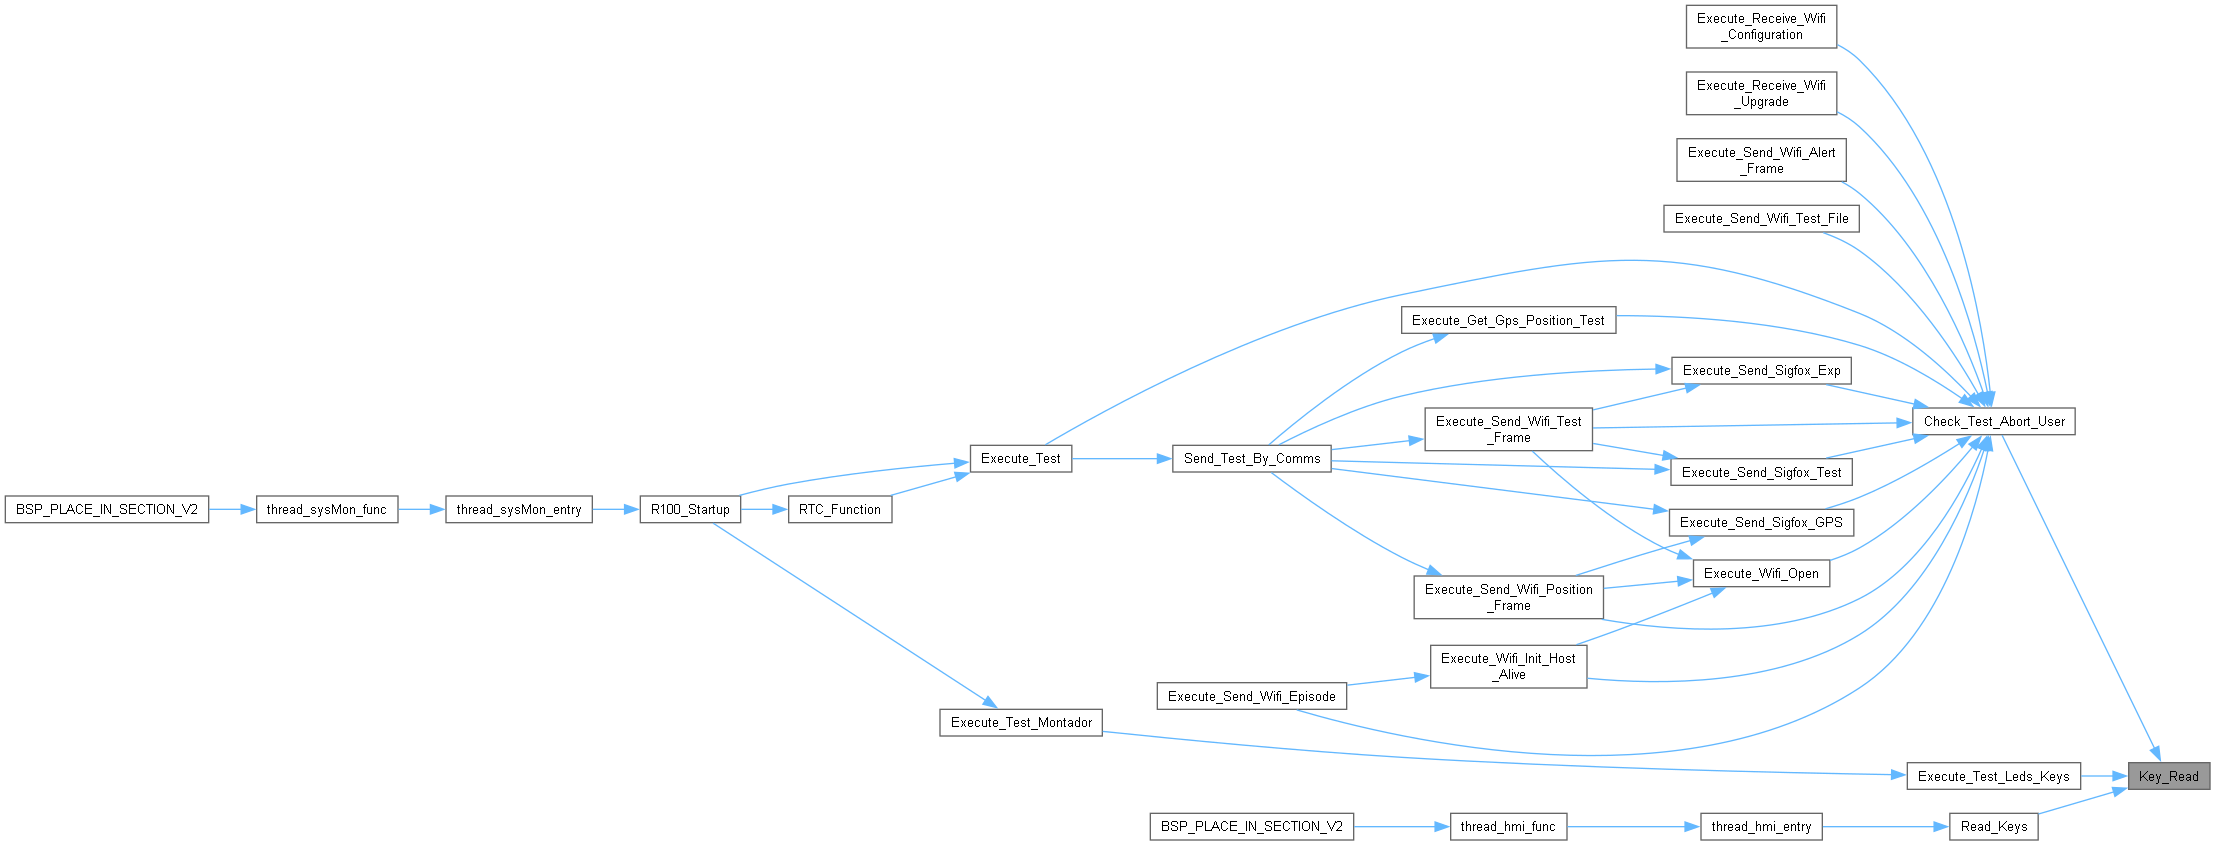 Execute_Receive_Wifi
_Configuration
Execute_Receive_Wifi
_Upgrade
Execute_Send_Wifi_Alert
_Frame
Execute_Send_Wifi_Test_File
Execute_Get_Gps_Position_Test
Execute_Send_Sigfox_Exp
Execute_Send_Wifi_Test
_Frame
Check_Test_Abort_User
Execute_Test
Send_Test_By_Comms
Execute_Send_Sigfox_Test
BSP_PLACE_IN_SECTION_V2
thread_sysMon_func
thread_sysMon_entry
R100_Startup
RTC_Function
Execute_Send_Sigfox_GPS
Execute_Wifi_Open
Execute_Send_Wifi_Position
_Frame
Execute_Wifi_Init_Host
_Alive
Execute_Send_Wifi_Episode
Execute_Test_Montador
Execute_Test_Leds_Keys
Key_Read
BSP_PLACE_IN_SECTION_V2
thread_hmi_func
thread_hmi_entry
Read_Keys